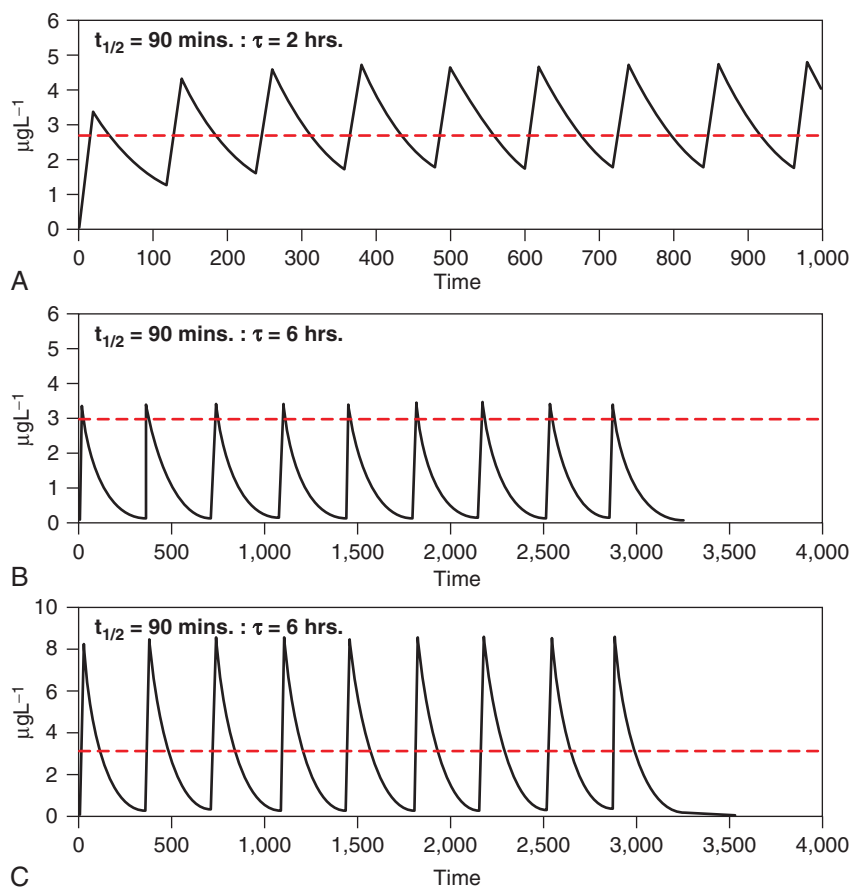 6
5
4
3
2
1
0
µgL⁻¹
t1/2 = 90 mins. : τ = 2 hrs.
0 100 200 300 400 500 600 700 800 900 1,000
Time
A
6
5
4
3
2
1
0
µgL⁻¹
t1/2 = 90 mins. : τ = 6 hrs.
0 500 1,000 1,500 2,000 2,500 3,000 3,500 4,000
Time
B
10
8
6
4
2
0
µgL⁻¹
t1/2 = 90 mins. : τ = 6 hrs.
0 500 1,000 1,500 2,000 2,500 3,000 3,500 4,000
Time
C